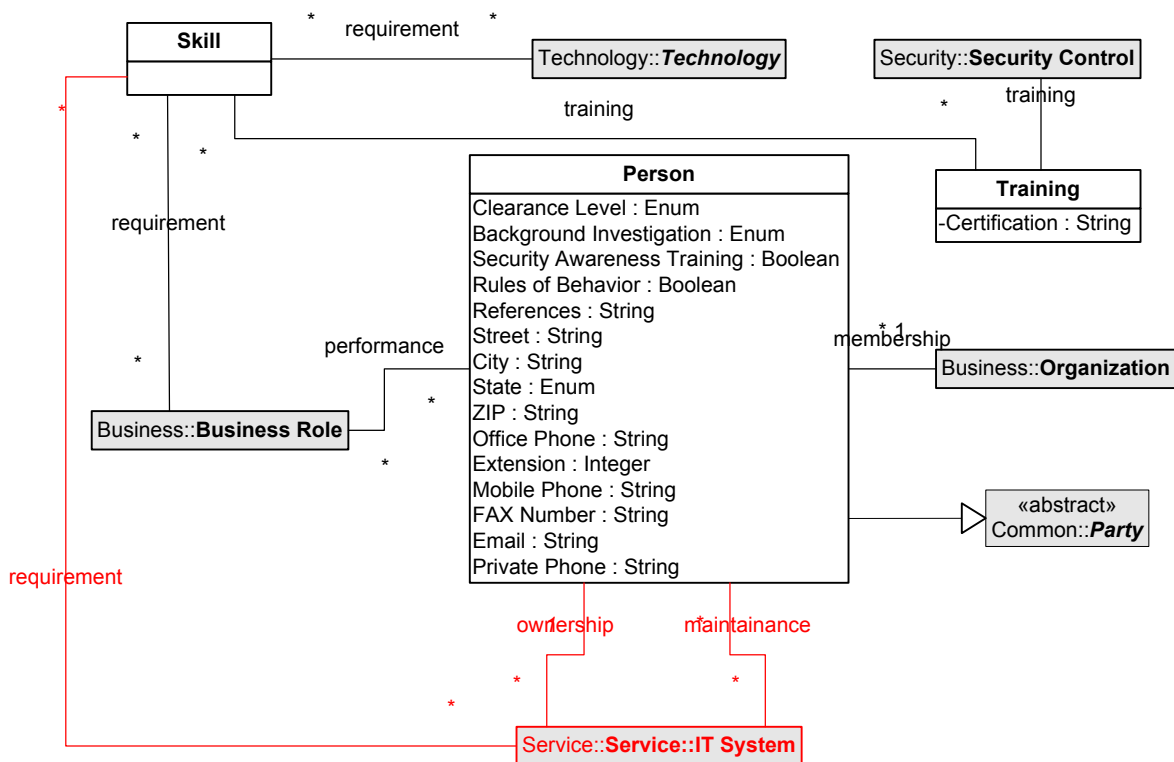 Skill
* requirement *
Technology::Technology
Security::Security Control
training
*
*
training
*
*
requirement
*
Person
Clearance Level : Enum
Background Investigation : Enum
Security Awareness Training : Boolean
Rules of Behavior : Boolean
References : String
Street : String
City : String
State : Enum
ZIP : String
Office Phone : String
Extension : Integer
Mobile Phone : String
FAX Number : String
Email : String
Private Phone : String
Training
-Certification : String
* 1
membership
Business::Organization
performance
*
*
Business::Business Role
«abstract»
Common::Party
requirement
ownership
1
maintainance
*
*
*
*
Service::Service::IT System